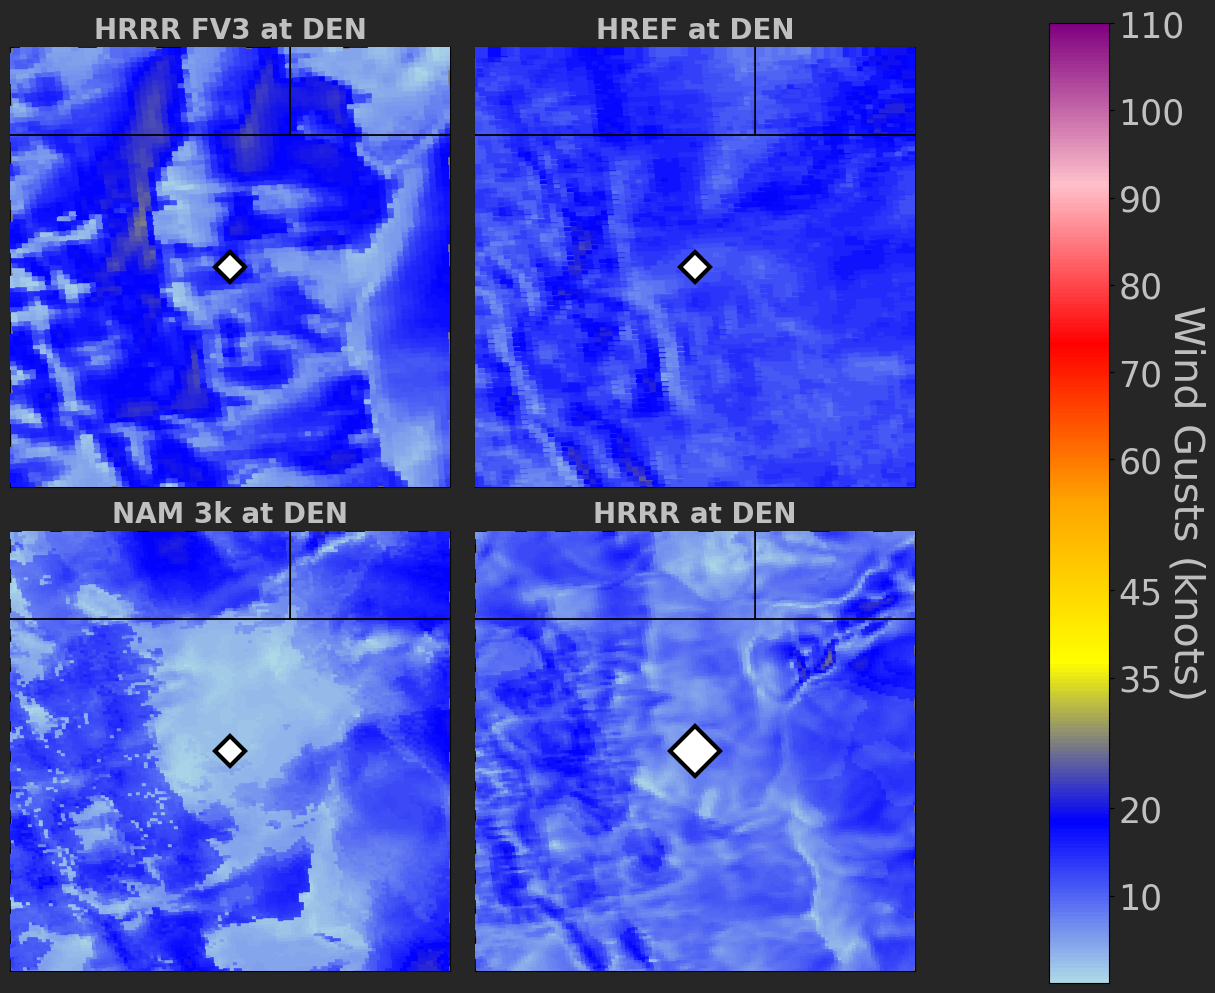 HRRR FV3 at DEN
HREF at DEN
NAM 3k at DEN
HRRR at DEN
110
100
90
80
70
60
45
35
20
10
Wind Gusts (knots)